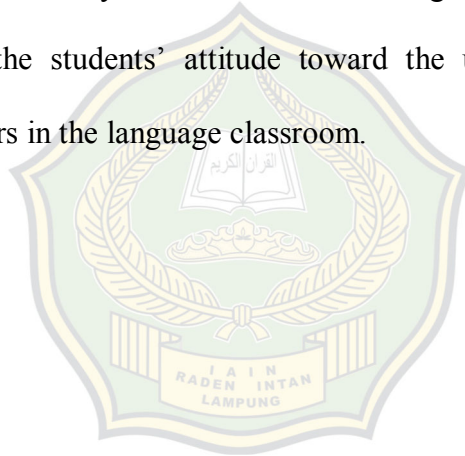 the students’ attitude toward the
rs in the language classroom.
القرآن الكريم
I A I N
RADEN INTAN
LAMPUNG